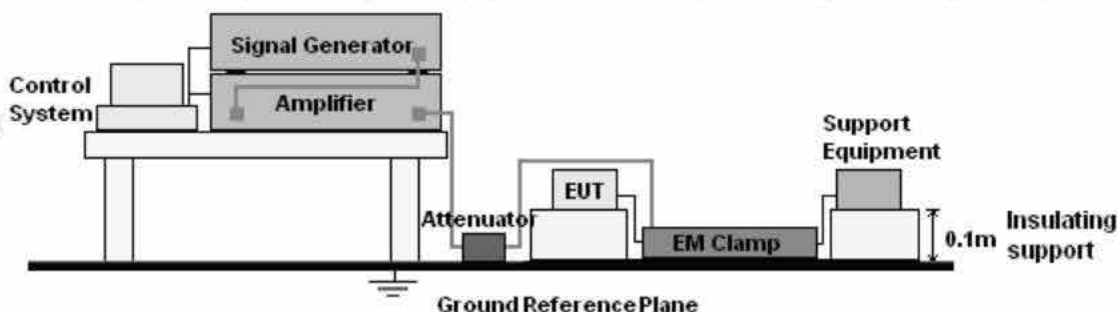 Signal Generator
Control
System
Amplifier
Support
Equipment
EUT
Attenuator
EM Clamp
0.1m
Insulating
support
Ground Reference Plane